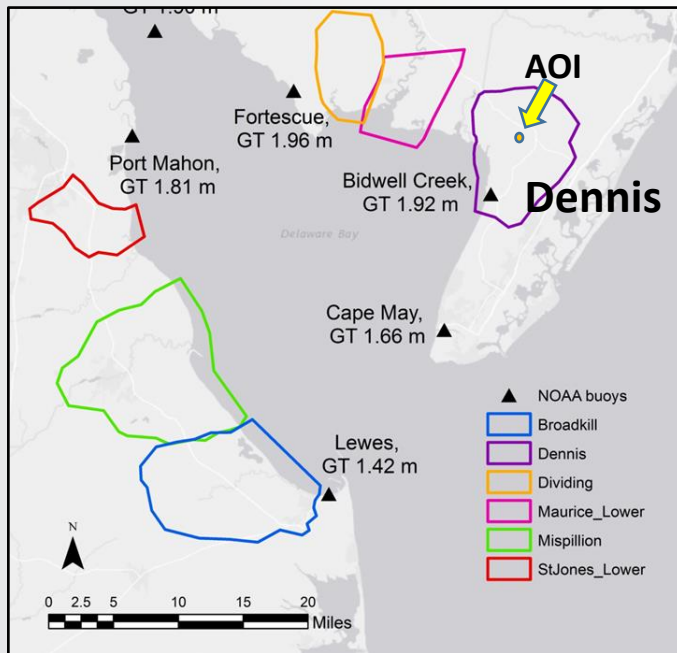 AOI
Fortescue,
GT 1.96 m
Port Mahon,
GT 1.81 m
Bidwell Creek,
GT 1.92 m
Dennis
Delaware Bay
Cape May,
GT 1.66 m
Lewes,
GT 1.42 m
NOAA buoys
Broadkill
Dennis
Dividing
Maurice_Lower
Mispillion
StJones_Lower
N
0 2.5 5 10 15 20
Miles